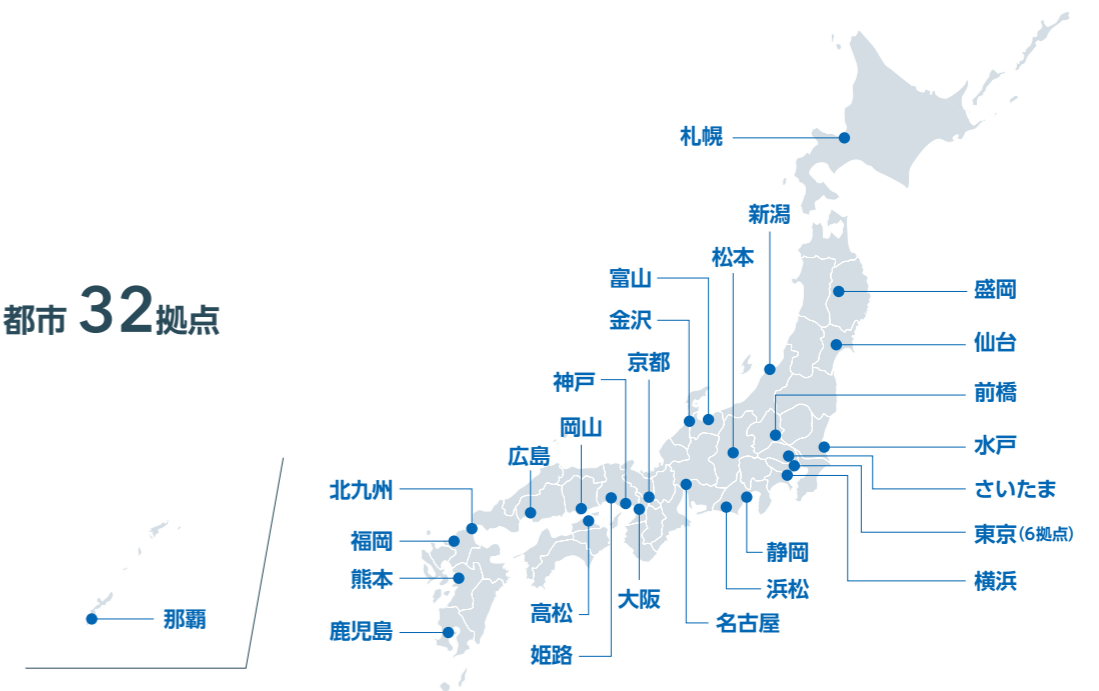 都市 32拠点
札幌
新潟
松本
富山
金沢
京都
神戸
岡山
広島
北九州
福岡
熊本
鹿児島
那覇
盛岡
仙台
前橋
水戸
さいたま
東京(6拠点)
横浜
静岡
浜松
名古屋
大阪
高松
姫路